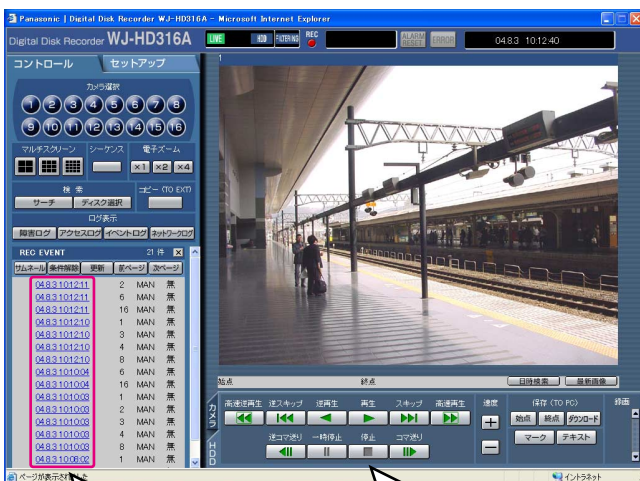 Panasonic | Digital Disk Recorder WJ-HD316A - Microsoft Internet Explorer
Digital Disk Recorder WJ-HD316A
LIVE HDD FILTERING REC ALARM RESET ERROR 04.8.3 10:12:40
コントロール セットアップ
1
カメラ選択
1 2 3 4 5 6 7 8
9 10 11 12 13 14 15 16
マルチスクリーン シーケンス 電子ズーム
×1 ×2 ×4
検索 コピー (TO EXT)
サーチ ディスク選択
ログ表示
障害ログ アクセスログ イベントログ ネットワークログ
REC EVENT 21 件 X
サムネール 条件解除 更新 前ページ 次ページ
04.8.3 10:12:11 2 MAN 無
04.8.3 10:12:11 6 MAN 無
04.8.3 10:12:11 16 MAN 無
04.8.3 10:12:10 1 MAN 無
04.8.3 10:12:10 3 MAN 無
04.8.3 10:12:10 4 MAN 無
04.8.3 10:12:10 8 MAN 無
04.8.3 10:10:04 6 MAN 無
04.8.3 10:10:04 16 MAN 無
04.8.3 10:10:03 1 MAN 無
04.8.3 10:10:03 2 MAN 無
04.8.3 10:10:03 3 MAN 無
04.8.3 10:10:03 4 MAN 無
04.8.3 10:10:03 8 MAN 無
04.8.3 10:08:02 1 MAN 無
始点 終点 日時検索 最新画像
カメラ
HDD
高速逆再生 逆スキップ 逆再生 再生 スキップ 高速再生 速度 保存 (TO PC) 録画
始点 終点 ダウンロード
逆コマ送り 一時停止 停止 コマ送り
マーク テキスト
ページが表示されました イントラネット